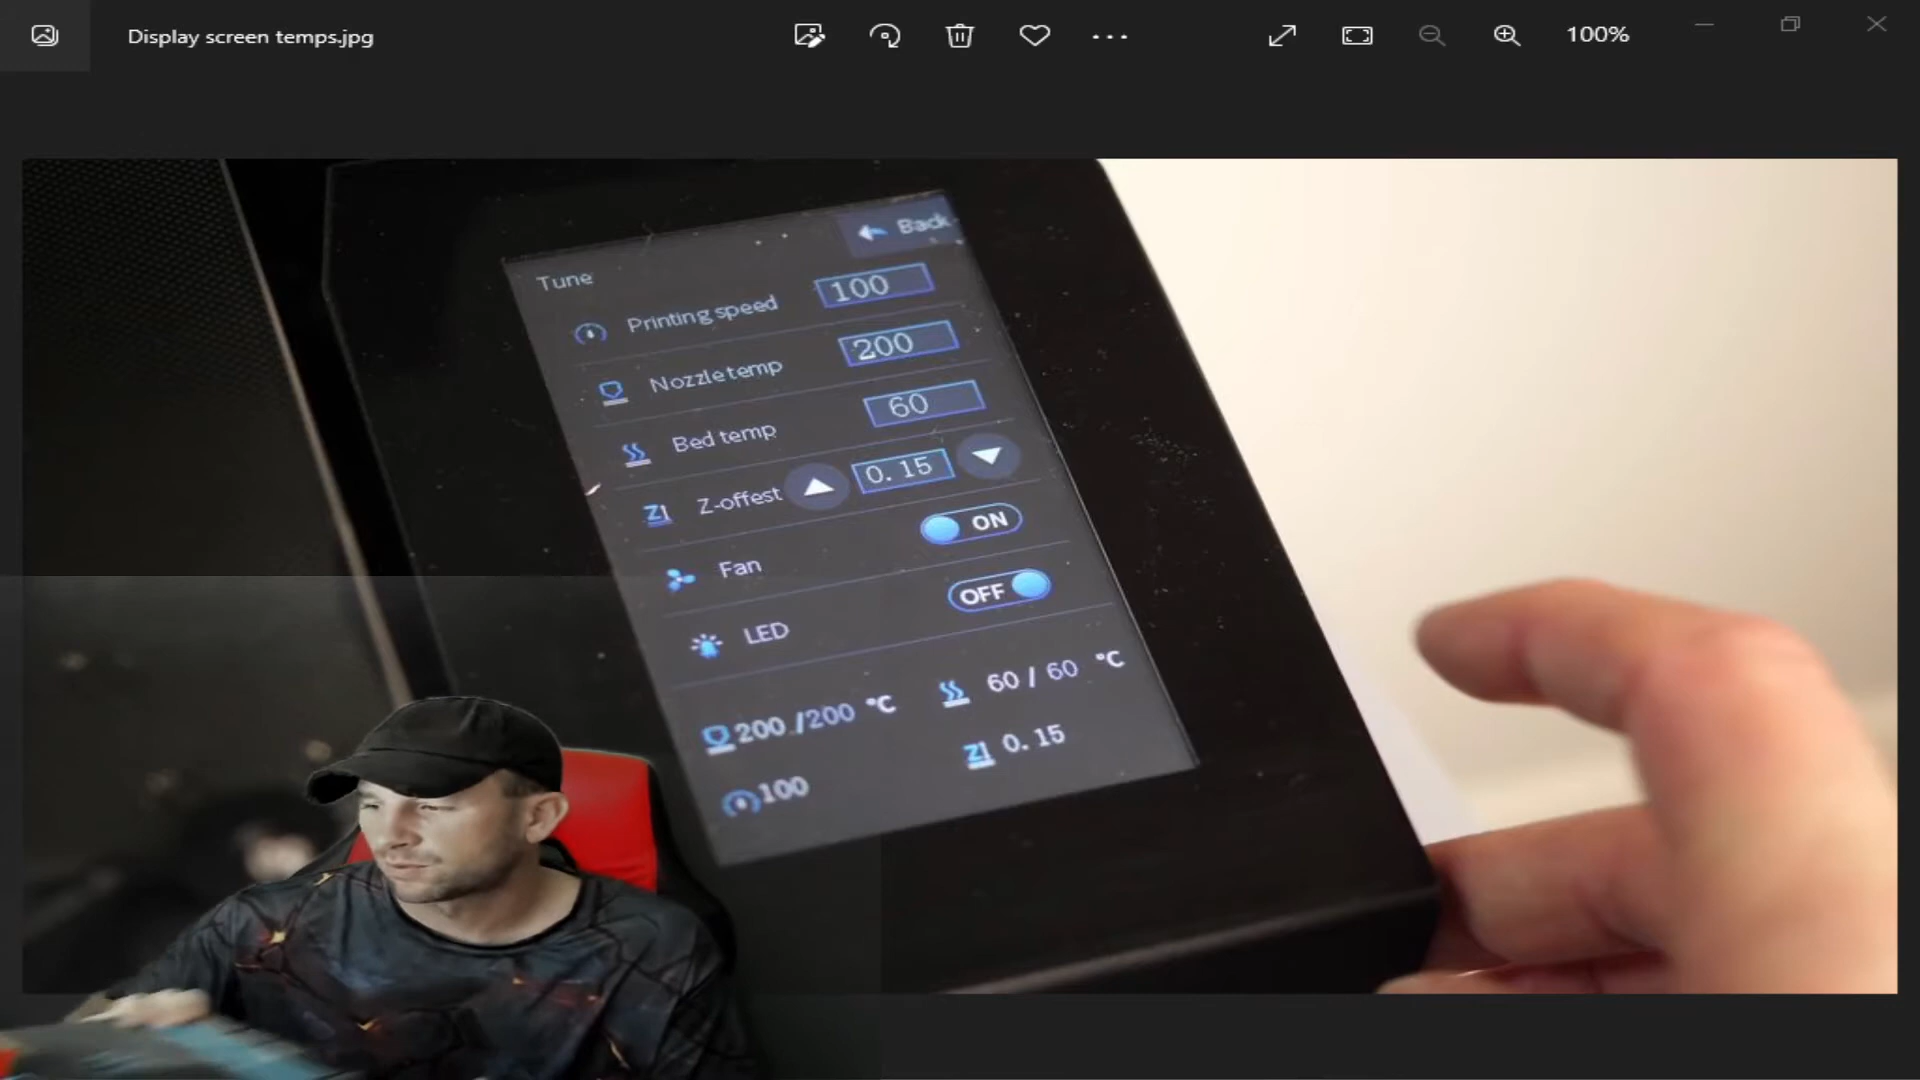 Display screen temps.jpg
100%
Back
Tune
Printing speed 100
Nozzle temp 200
Bed temp 60
Z-offest 0.15
Fan ON
LED OFF
200 /200 °C 60 / 60 °C
100 0.15